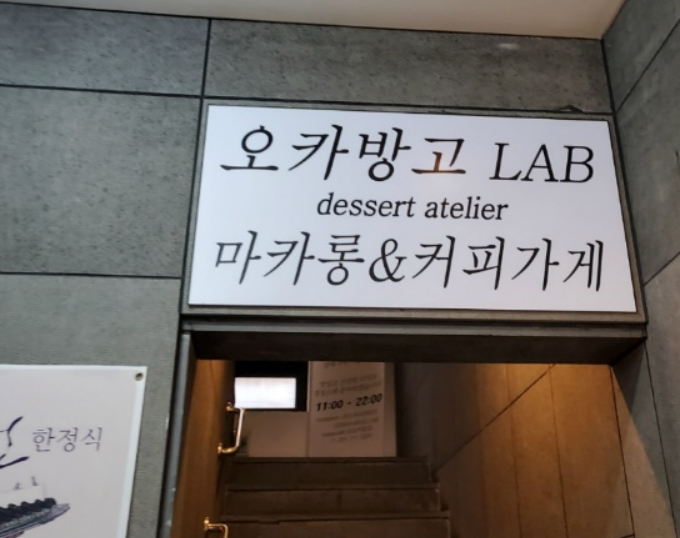 오카방고 LAB
dessert atelier
마카롱&커피가게
11:00 - 22:00
한정식